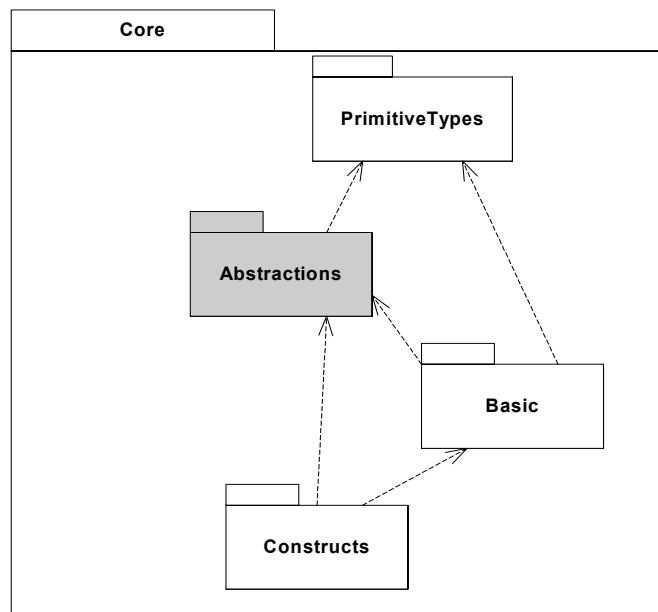 Core
PrimitiveTypes
Abstractions
Basic
Constructs